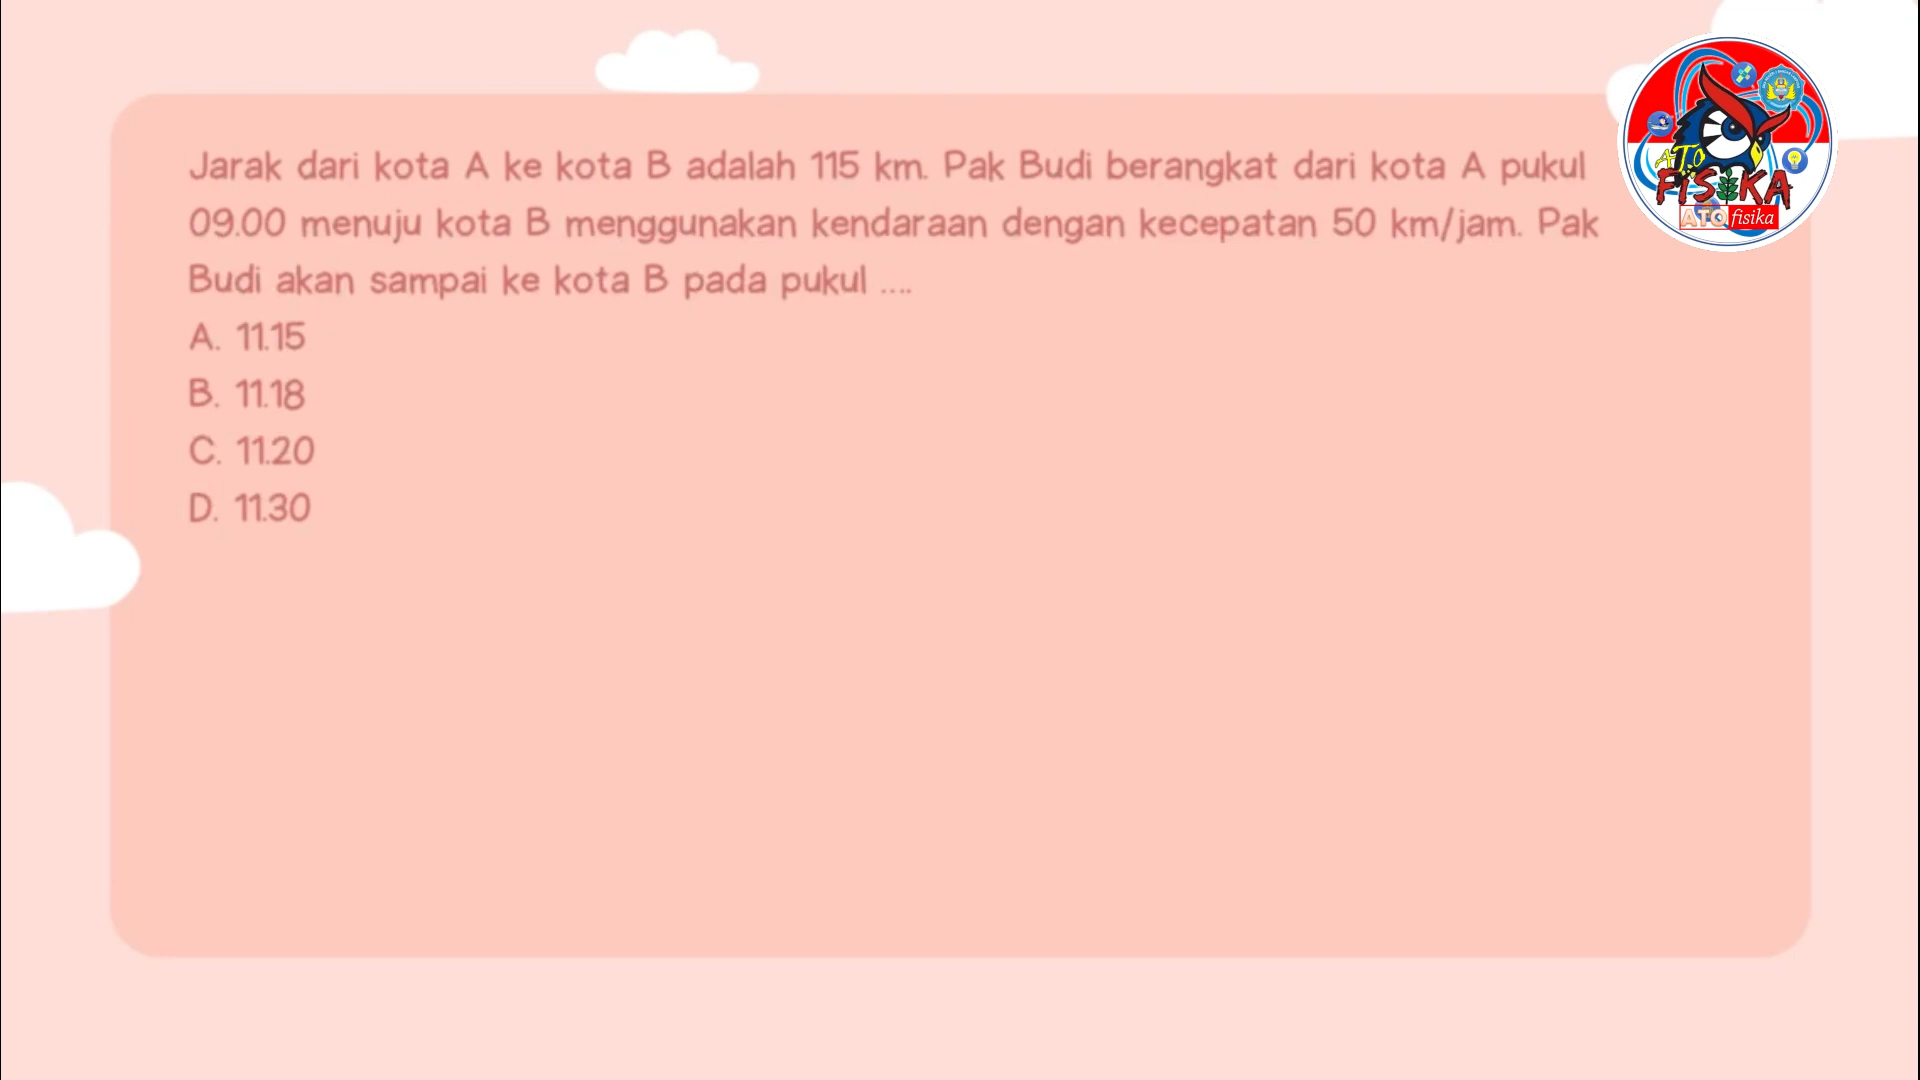 Jarak dari kota A ke kota B adalah 115 km. Pak Budi berangkat dari kota A pukul
09.00 menuju kota B menggunakan kendaraan dengan kecepatan 50 km/jam. Pak
Budi akan sampai ke kota B pada pukul ....
A. 11.15
B. 11.18
C. 11.20
D. 11.30
ATO
FiSiKA
ATO fisika